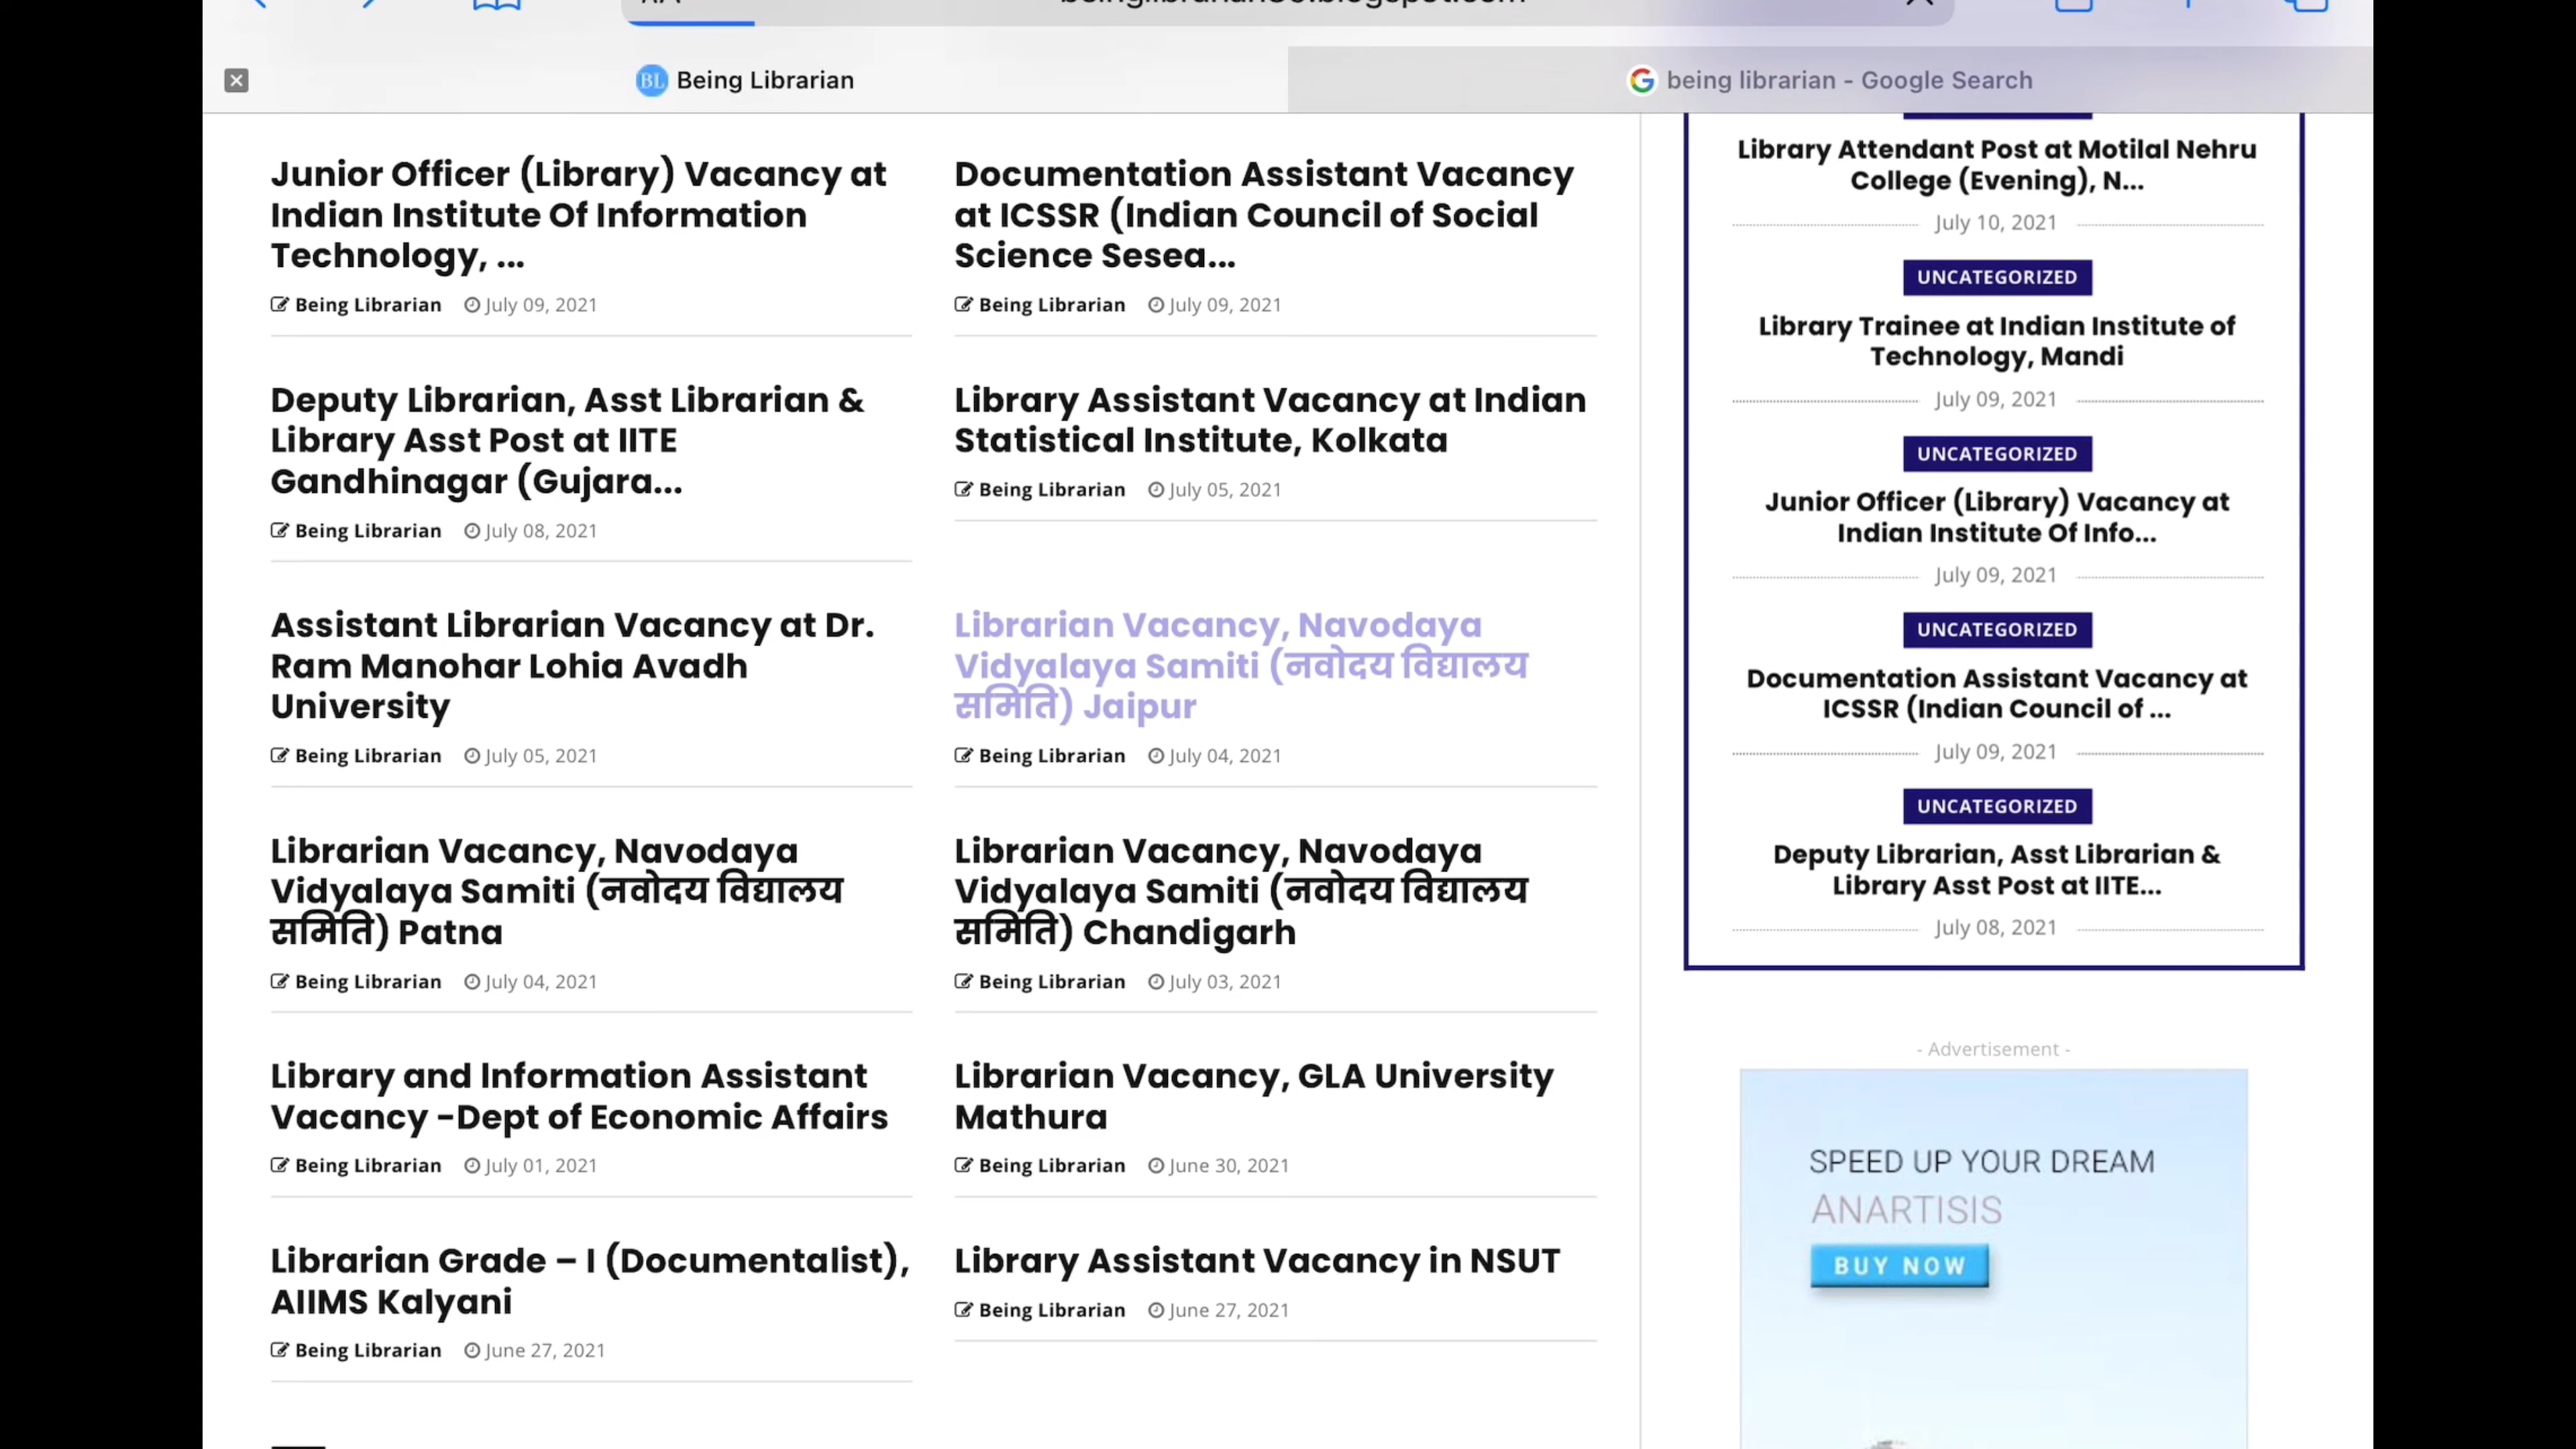 Being Librarian
being librarian - Google Search
Junior Officer (Library) Vacancy at
Indian Institute Of Information
Technology, ...
Being Librarian July 09, 2021
Documentation Assistant Vacancy
at ICSSR (Indian Council of Social
Science Sesea...
Being Librarian July 09, 2021
Deputy Librarian, Asst Librarian &
Library Asst Post at IITE
Gandhinagar (Gujara...
Being Librarian July 08, 2021
Library Assistant Vacancy at Indian
Statistical Institute, Kolkata
Being Librarian July 05, 2021
Assistant Librarian Vacancy at Dr.
Ram Manohar Lohia Avadh
University
Being Librarian July 05, 2021
Librarian Vacancy, Navodaya
Vidyalaya Samiti (नवोदय विद्यालय
समिति) Jaipur
Being Librarian July 04, 2021
Librarian Vacancy, Navodaya
Vidyalaya Samiti (नवोदय विद्यालय
समिति) Patna
Being Librarian July 04, 2021
Librarian Vacancy, Navodaya
Vidyalaya Samiti (नवोदय विद्यालय
समिति) Chandigarh
Being Librarian July 03, 2021
Library and Information Assistant
Vacancy -Dept of Economic Affairs
Being Librarian July 01, 2021
Librarian Vacancy, GLA University
Mathura
Being Librarian June 30, 2021
Librarian Grade – I (Documentalist),
AIIMS Kalyani
Being Librarian June 27, 2021
Library Assistant Vacancy in NSUT
Being Librarian June 27, 2021
Library Attendant Post at Motilal Nehru
College (Evening), N...
July 10, 2021
UNCATEGORIZED
Library Trainee at Indian Institute of
Technology, Mandi
July 09, 2021
UNCATEGORIZED
Junior Officer (Library) Vacancy at
Indian Institute Of Info...
July 09, 2021
UNCATEGORIZED
Documentation Assistant Vacancy at
ICSSR (Indian Council of ...
July 09, 2021
UNCATEGORIZED
Deputy Librarian, Asst Librarian &
Library Asst Post at IITE...
July 08, 2021
- Advertisement -
SPEED UP YOUR DREAM
ANARTISIS
BUY NOW